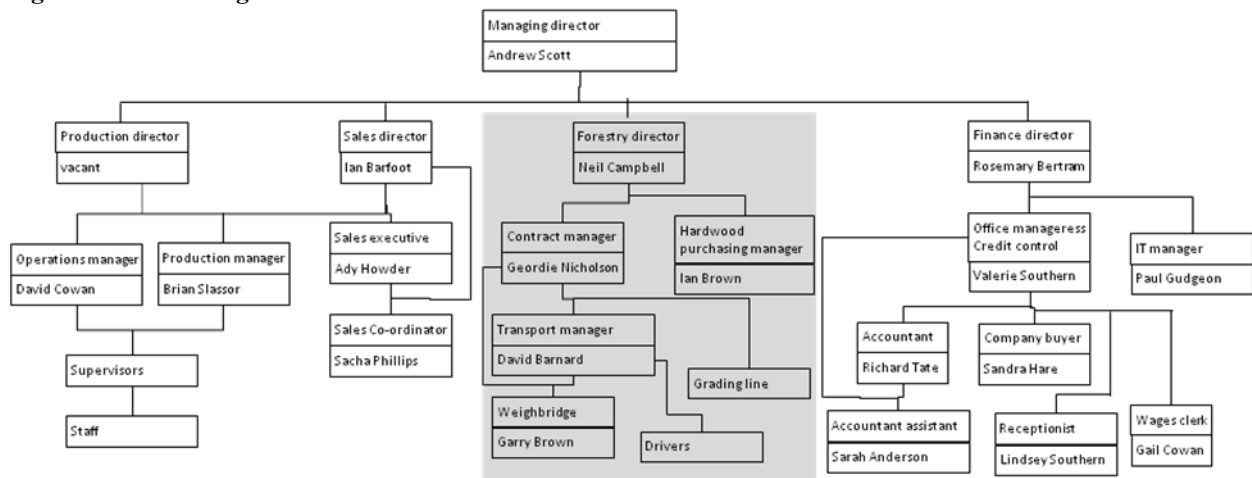 Managing director
Andrew Scott
Production director
vacant
Sales director
Ian Barfoot
Forestry director
Neil Campbell
Finance director
Rosemary Bertram
Operations manager
David Cowan
Production manager
Brian Slassor
Sales executive
Ady Howder
Contract manager
Geordie Nicholson
Hardwood
purchasing manager
Ian Brown
Office manageress
Credit control
Valerie Southern
IT manager
Paul Gudgeon
Supervisors
Staff
Sales Co-ordinator
Sacha Phillips
Transport manager
David Barnard
Grading line
Weighbridge
Garry Brown
Drivers
Accountant
Richard Tate
Company buyer
Sandra Hare
Accountant assistant
Sarah Anderson
Receptionist
Lindsey Southern
Wages clerk
Gail Cowan